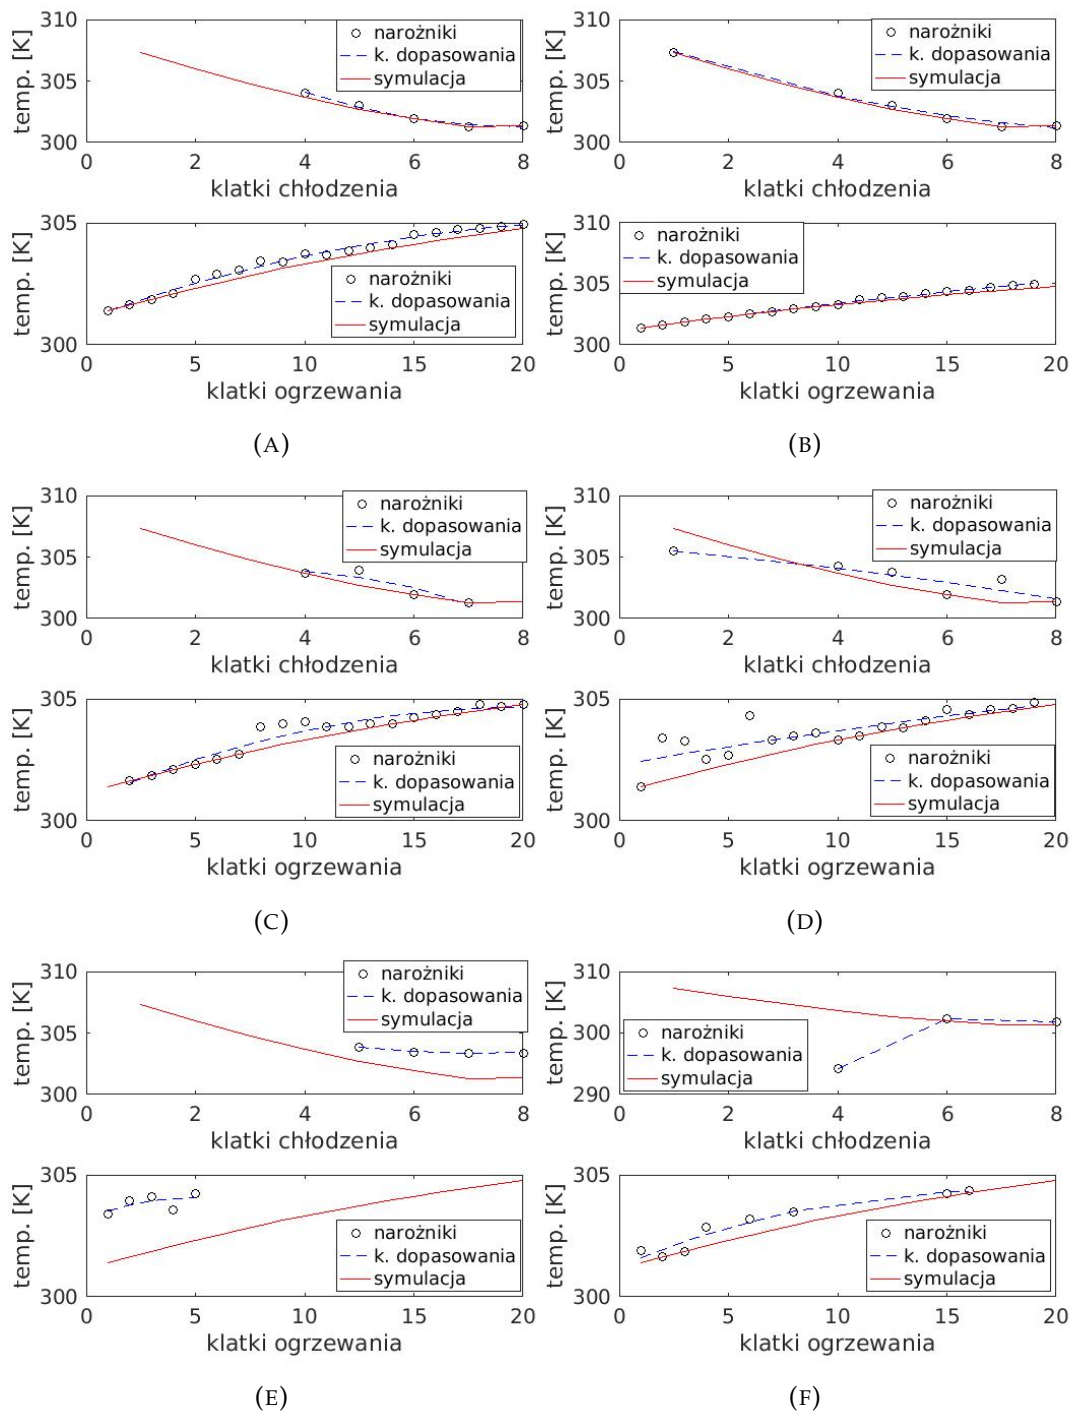 310
305
300
temp. [K]
narożniki
k. dopasowania
symulacja
0 2 4 6 8
klatki chłodzenia
310
305
300
temp. [K]
narożniki
k. dopasowania
symulacja
0 2 4 6 8
klatki chłodzenia
305
300
temp. [K]
narożniki
k. dopasowania
symulacja
0 5 10 15 20
klatki ogrzewania
310
305
300
temp. [K]
narożniki
k. dopasowania
symulacja
0 5 10 15 20
klatki ogrzewania
(A)
(B)
310
305
300
temp. [K]
narożniki
k. dopasowania
symulacja
0 2 4 6 8
klatki chłodzenia
310
305
300
temp. [K]
narożniki
k. dopasowania
symulacja
0 2 4 6 8
klatki chłodzenia
305
300
temp. [K]
narożniki
k. dopasowania
symulacja
0 5 10 15 20
klatki ogrzewania
305
300
temp. [K]
narożniki
k. dopasowania
symulacja
0 5 10 15 20
klatki ogrzewania
(C)
(D)
310
305
300
temp. [K]
narożniki
k. dopasowania
symulacja
0 2 4 6 8
klatki chłodzenia
310
300
290
temp. [K]
narożniki
k. dopasowania
symulacja
0 2 4 6 8
klatki chłodzenia
305
300
temp. [K]
narożniki
k. dopasowania
symulacja
0 5 10 15 20
klatki ogrzewania
305
300
temp. [K]
narożniki
k. dopasowania
symulacja
0 5 10 15 20
klatki ogrzewania
(E)
(F)